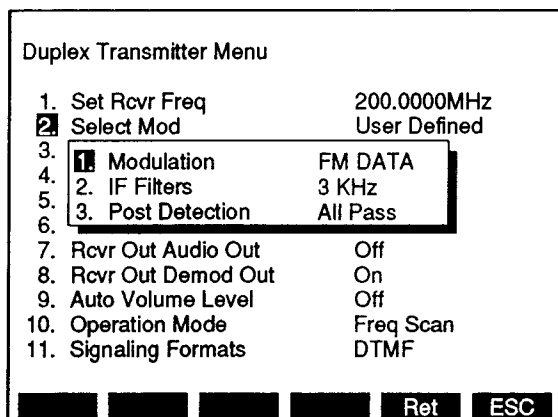 Duplex Transmitter Menu
1. Set Rcvr Freq 200.0000MHz
2. Select Mod User Defined
3.
1. Modulation FM DATA
4.
2. IF Filters 3 KHz
5.
3. Post Detection All Pass
6.
7. Rcvr Out Audio Out Off
8. Rcvr Out Demod Out On
9. Auto Volume Level Off
10. Operation Mode Freq Scan
11. Signaling Formats DTMF
Ret ESC